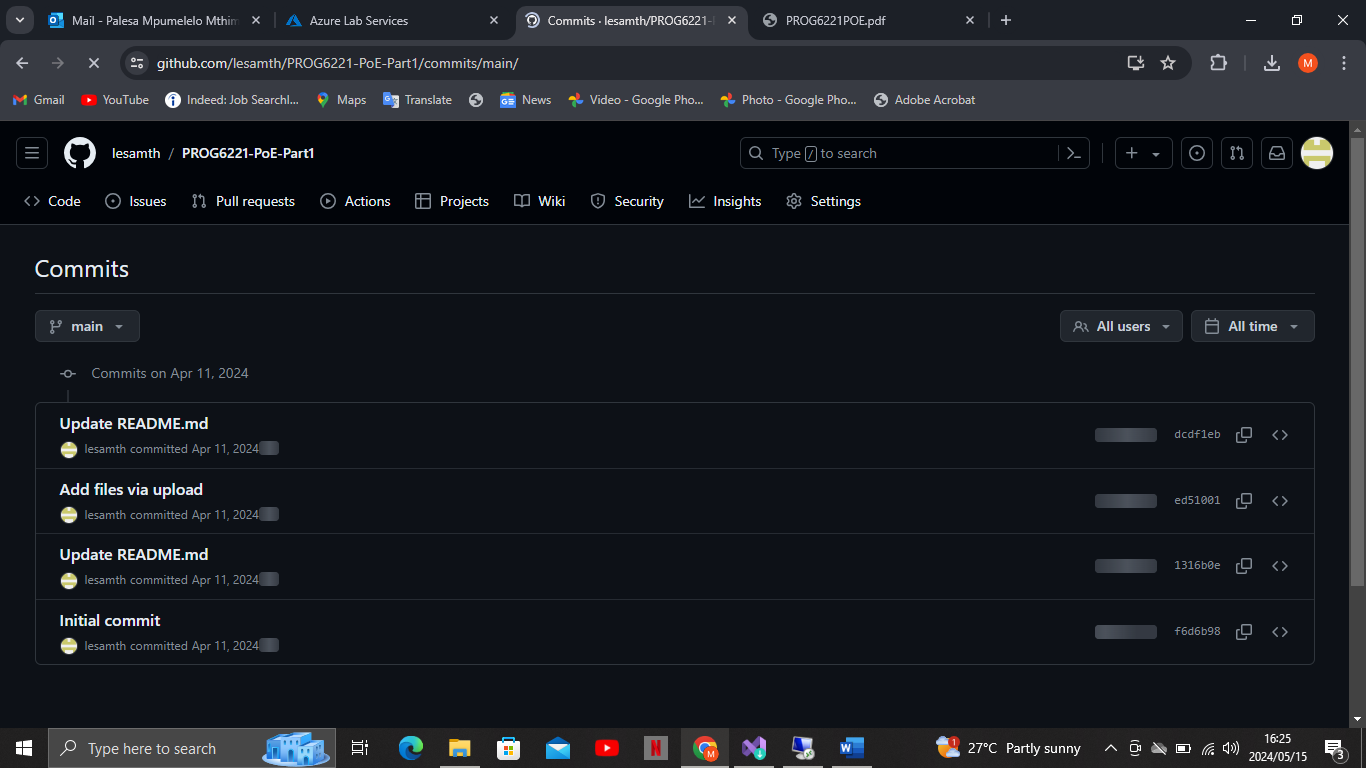 Mail - Palesa Mpumelelo Mthim
Azure Lab Services
Commits · lesamth/PROG6221-
PROG6221POE.pdf
github.com/lesamth/PROG6221-PoE-Part1/commits/main/
M
Gmail
YouTube
Indeed: Job Searchl...
Maps
Translate
News
Video - Google Pho...
Photo - Google Pho...
Adobe Acrobat
lesamth / PROG6221-PoE-Part1
Type / to search
Code
Issues
Pull requests
Actions
Projects
Wiki
Security
Insights
Settings
Commits
main
All users
All time
Commits on Apr 11, 2024
Update README.md
lesamth committed Apr 11, 2024
dcdf1eb
Add files via upload
lesamth committed Apr 11, 2024
ed51001
Update README.md
lesamth committed Apr 11, 2024
1316b0e
Initial commit
lesamth committed Apr 11, 2024
f6d6b98
Type here to search
27°C Partly sunny
16:25
2024/05/15
3